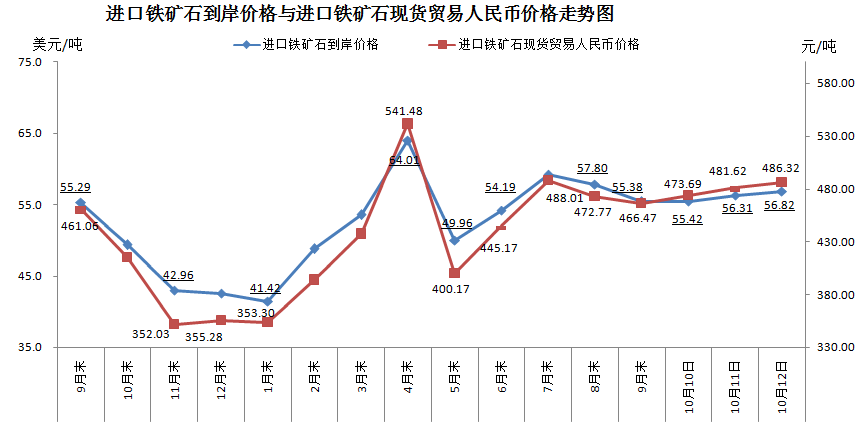 进口铁矿石到岸价格与进口铁矿石现货贸易人民币价格走势图
美元/吨
进口铁矿石到岸价格
进口铁矿石现货贸易人民币价格
元/吨
75.0
65.0
55.0
45.0
35.0
580.00
530.00
480.00
430.00
380.00
330.00
55.29
461.06
42.96
352.03
355.28
41.42
353.30
541.48
64.01
49.96
400.17
54.19
445.17
488.01
57.80
472.77
55.38
466.47
473.69
55.42
481.62
56.31
486.32
56.82
9月末
10月末
11月末
12月末
1月末
2月末
3月末
4月末
5月末
6月末
7月末
8月末
9月末
10月10日
10月11日
10月12日